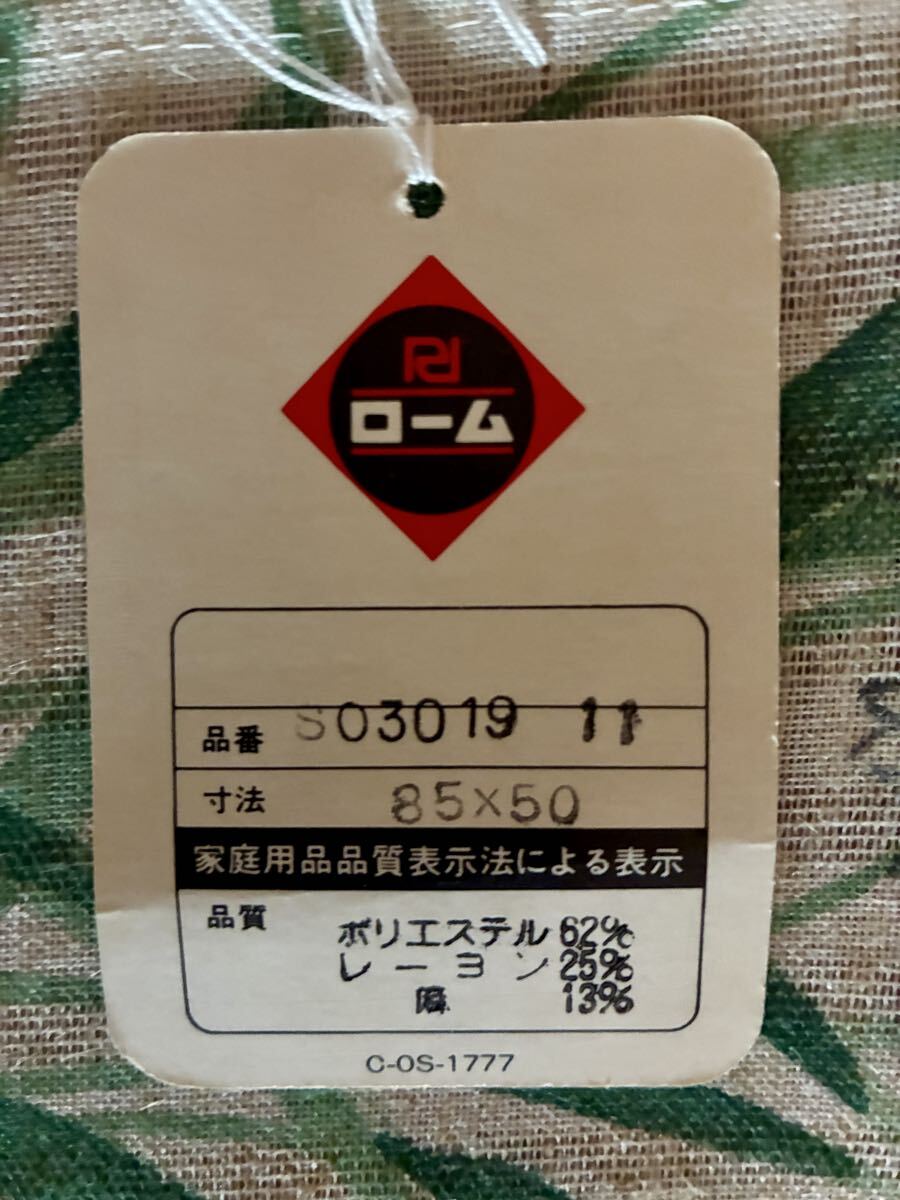 ローム
品番 S03019 11
寸法 85×50
家庭用品品質表示法による表示
品質 ポリエステル 62%
レーヨン 25%
麻 13%
C-OS-1777